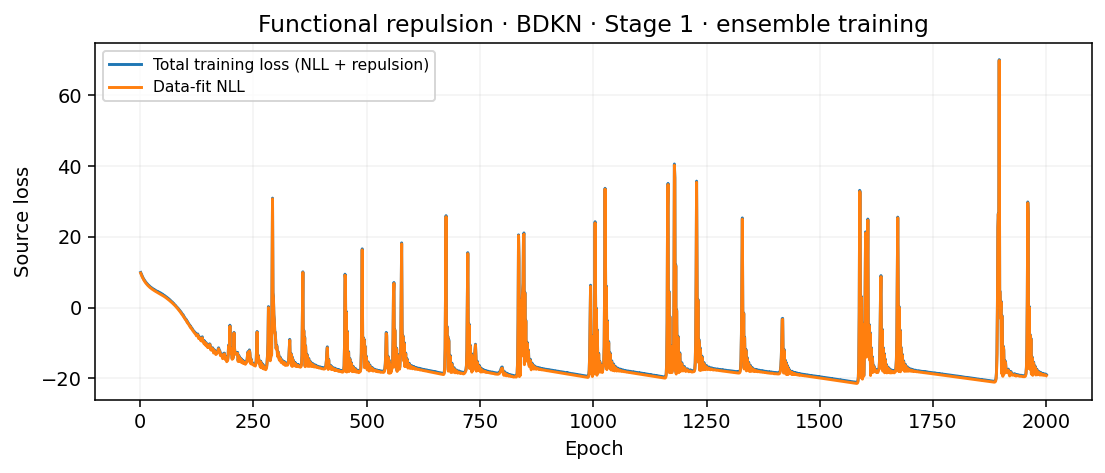 Functional repulsion · BDKN · Stage 1 · ensemble training
Total training loss (NLL + repulsion)
Data-fit NLL
Source loss
60
40
20
0
−20
0 250 500 750 1000 1250 1500 1750 2000
Epoch